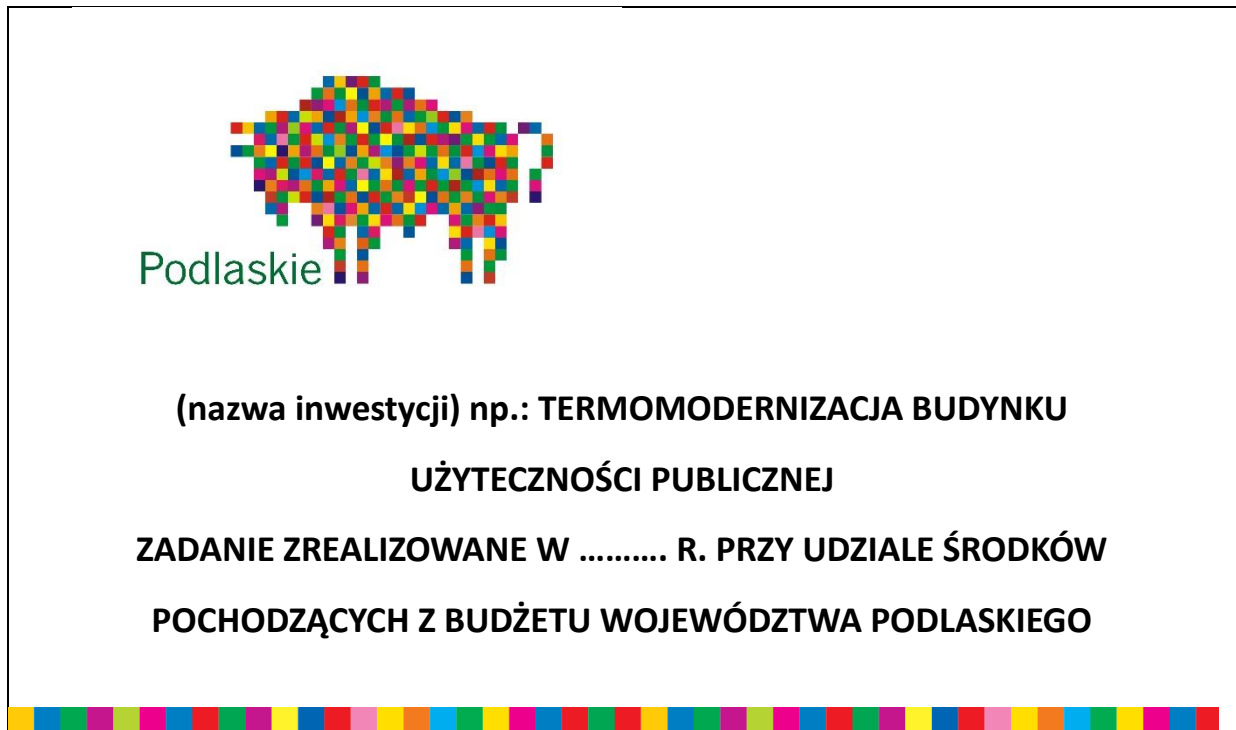 Podlaskie
(nazwa inwestycji) np.: TERMOMODERNIZACJA BUDYNKU
UŻYTECZNOŚCI PUBLICZNEJ
ZADANIE ZREALIZOWANE W .......... R. PRZY UDZIALE ŚRODKÓW
POCHODZĄCYCH Z BUDŻETU WOJEWÓDZTWA PODLASKIEGO